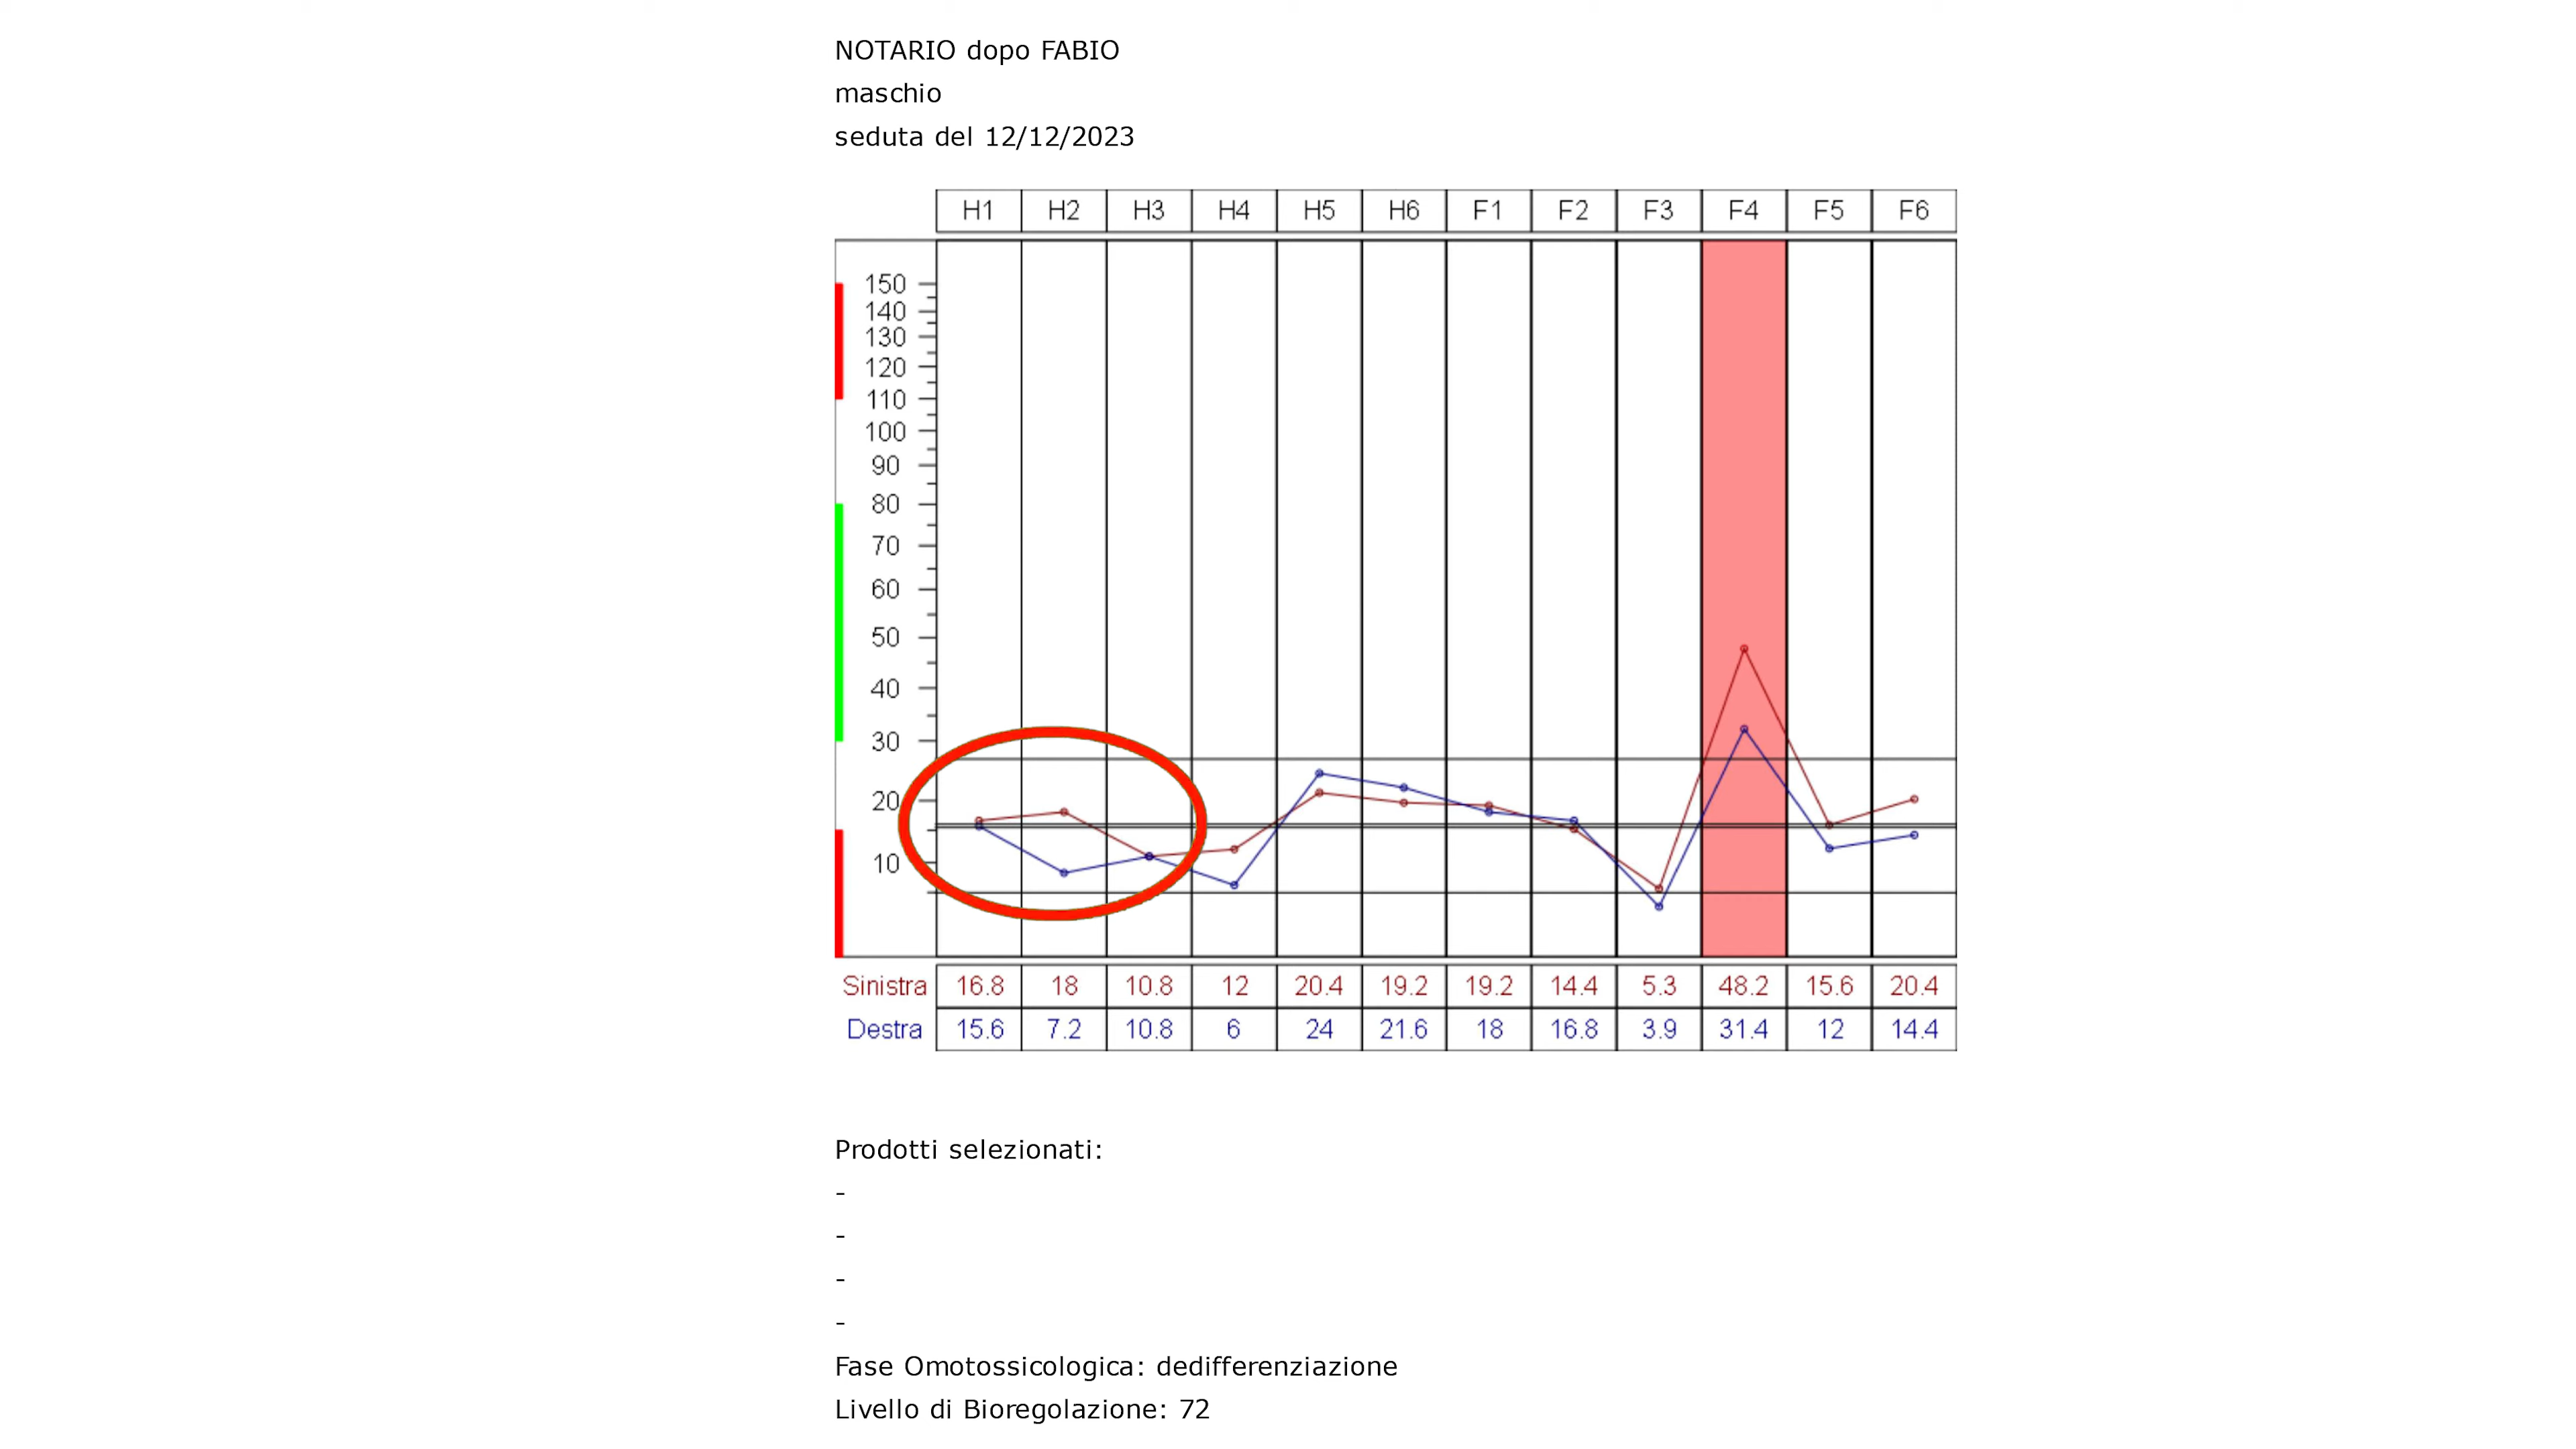 NOTARIO dopo FABIO
maschio
seduta del 12/12/2023
H1 H2 H3 H4 H5 H6 F1 F2 F3 F4 F5 F6
150
140
130
120
110
100
90
80
70
60
50
40
30
20
10
Sinistra 16.8 18 10.8 12 20.4 19.2 19.2 14.4 5.3 48.2 15.6 20.4
Destra 15.6 7.2 10.8 6 24 21.6 18 16.8 3.9 31.4 12 14.4
Prodotti selezionati:
-
-
-
-
Fase Omotossicologica: dedifferenziazione
Livello di Bioregolazione: 72